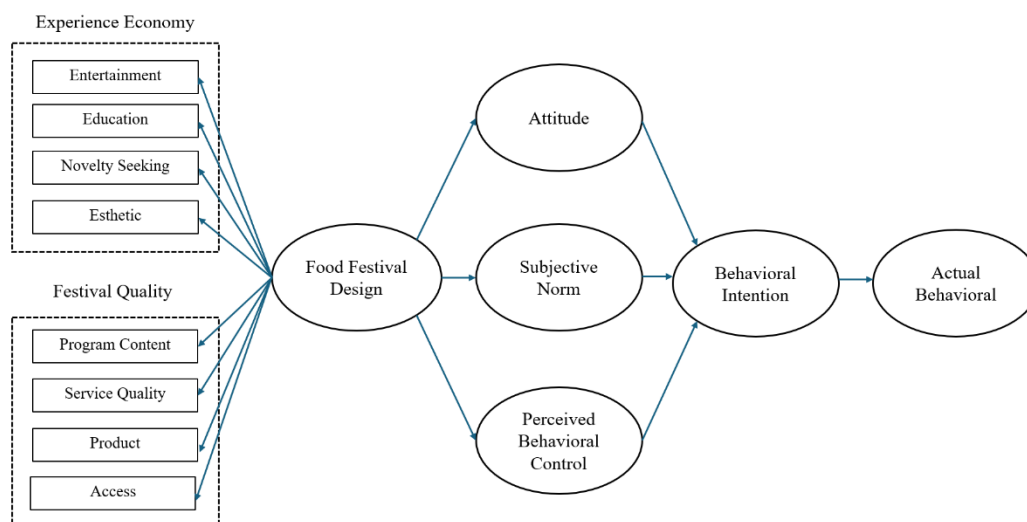 Experience Economy
Entertainment
Education
Novelty Seeking
Esthetic
Festival Quality
Program Content
Service Quality
Product
Access
Food Festival
Design
Attitude
Subjective
Norm
Perceived
Behavioral
Control
Behavioral
Intention
Actual
Behavioral